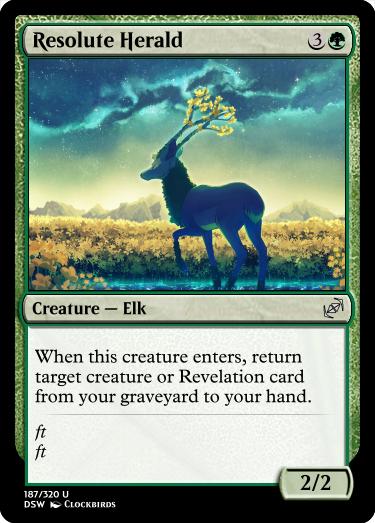 Resolute Herald 3
Creature — Elk
When this creature enters, return
target creature or Revelation card
from your graveyard to your hand.
ft
ft
2/2
187/320 U
DSW Clockbirds